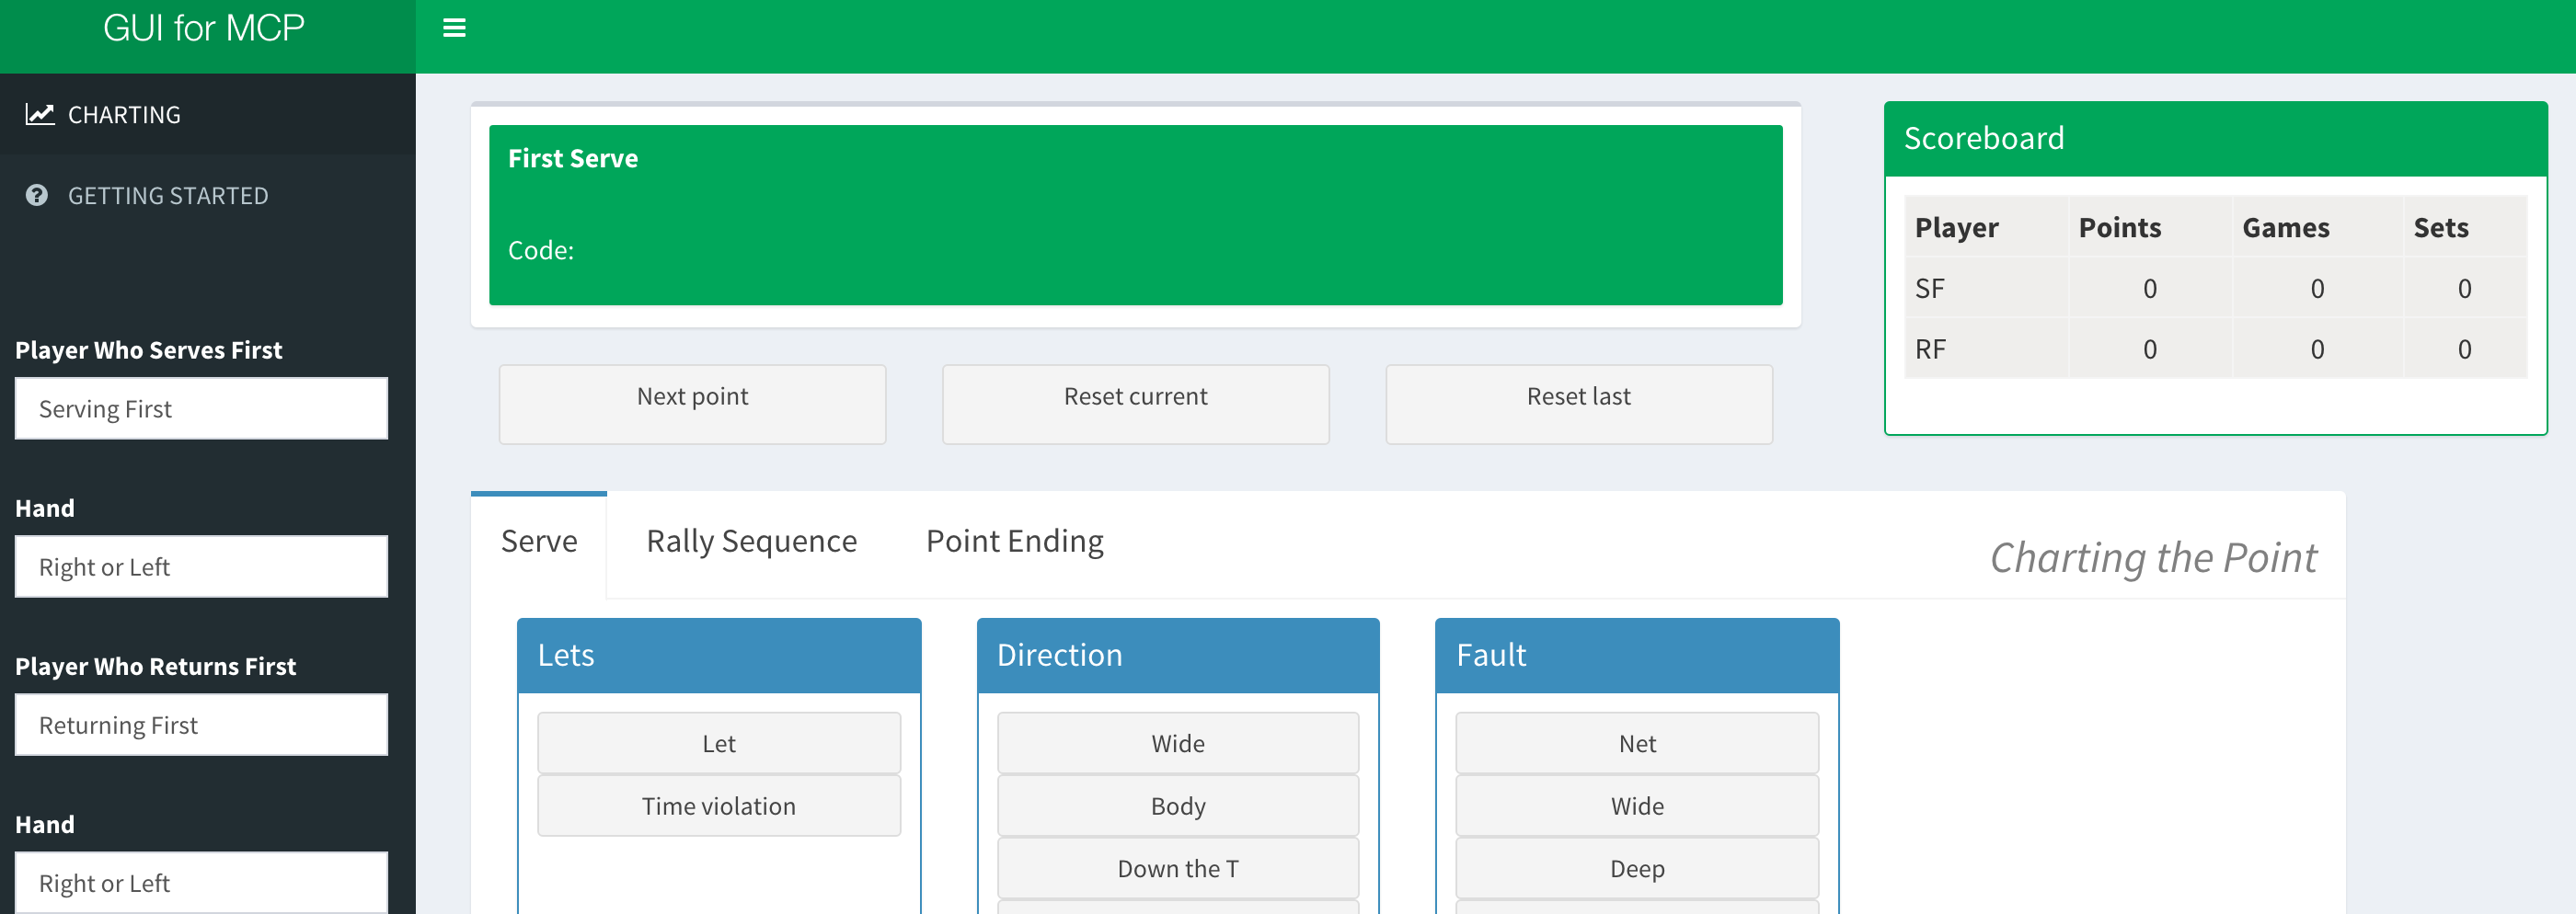 GUI for MCP
CHARTING
GETTING STARTED
Player Who Serves First
Serving First
Hand
Right or Left
Player Who Returns First
Returning First
Hand
Right or Left
First Serve
Code:
Next point
Reset current
Reset last
Scoreboard
Player Points Games Sets
SF 0 0 0
RF 0 0 0
Serve Rally Sequence Point Ending
Charting the Point
Lets
Let
Time violation
Direction
Wide
Body
Down the T
Fault
Net
Wide
Deep